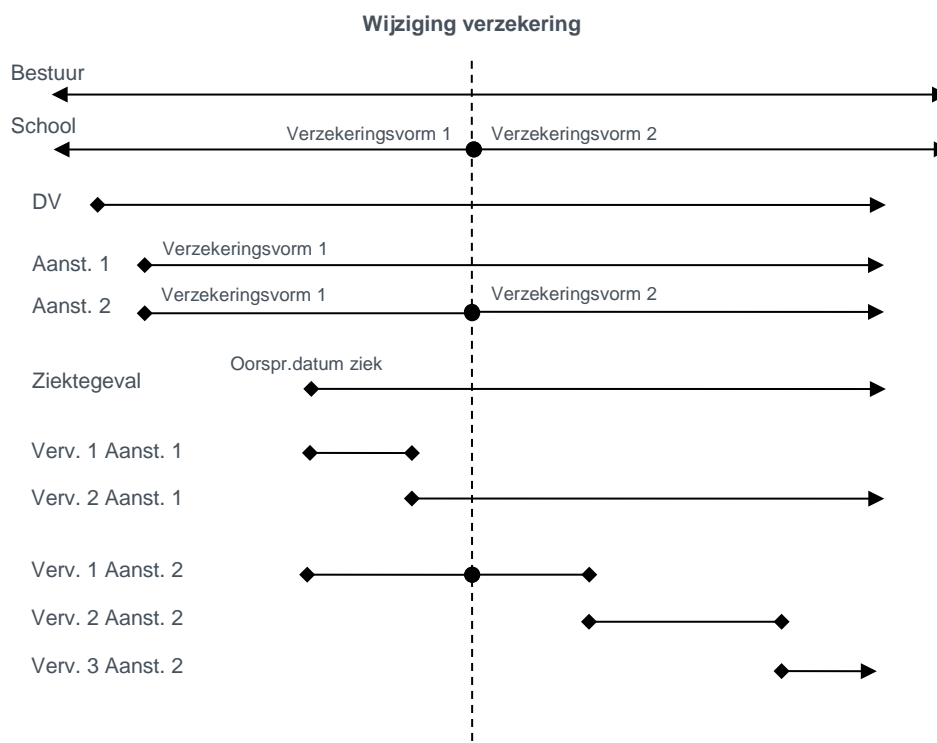 Wijziging verzekering
Bestuur
School
Verzekeringsvorm 1
Verzekeringsvorm 2
DV
Verzekeringsvorm 1
Aanst. 1
Verzekeringsvorm 1
Verzekeringsvorm 2
Aanst. 2
Oorspr.datum ziek
Ziektegeval
Verv. 1 Aanst. 1
Verv. 2 Aanst. 1
Verv. 1 Aanst. 2
Verv. 2 Aanst. 2
Verv. 3 Aanst. 2